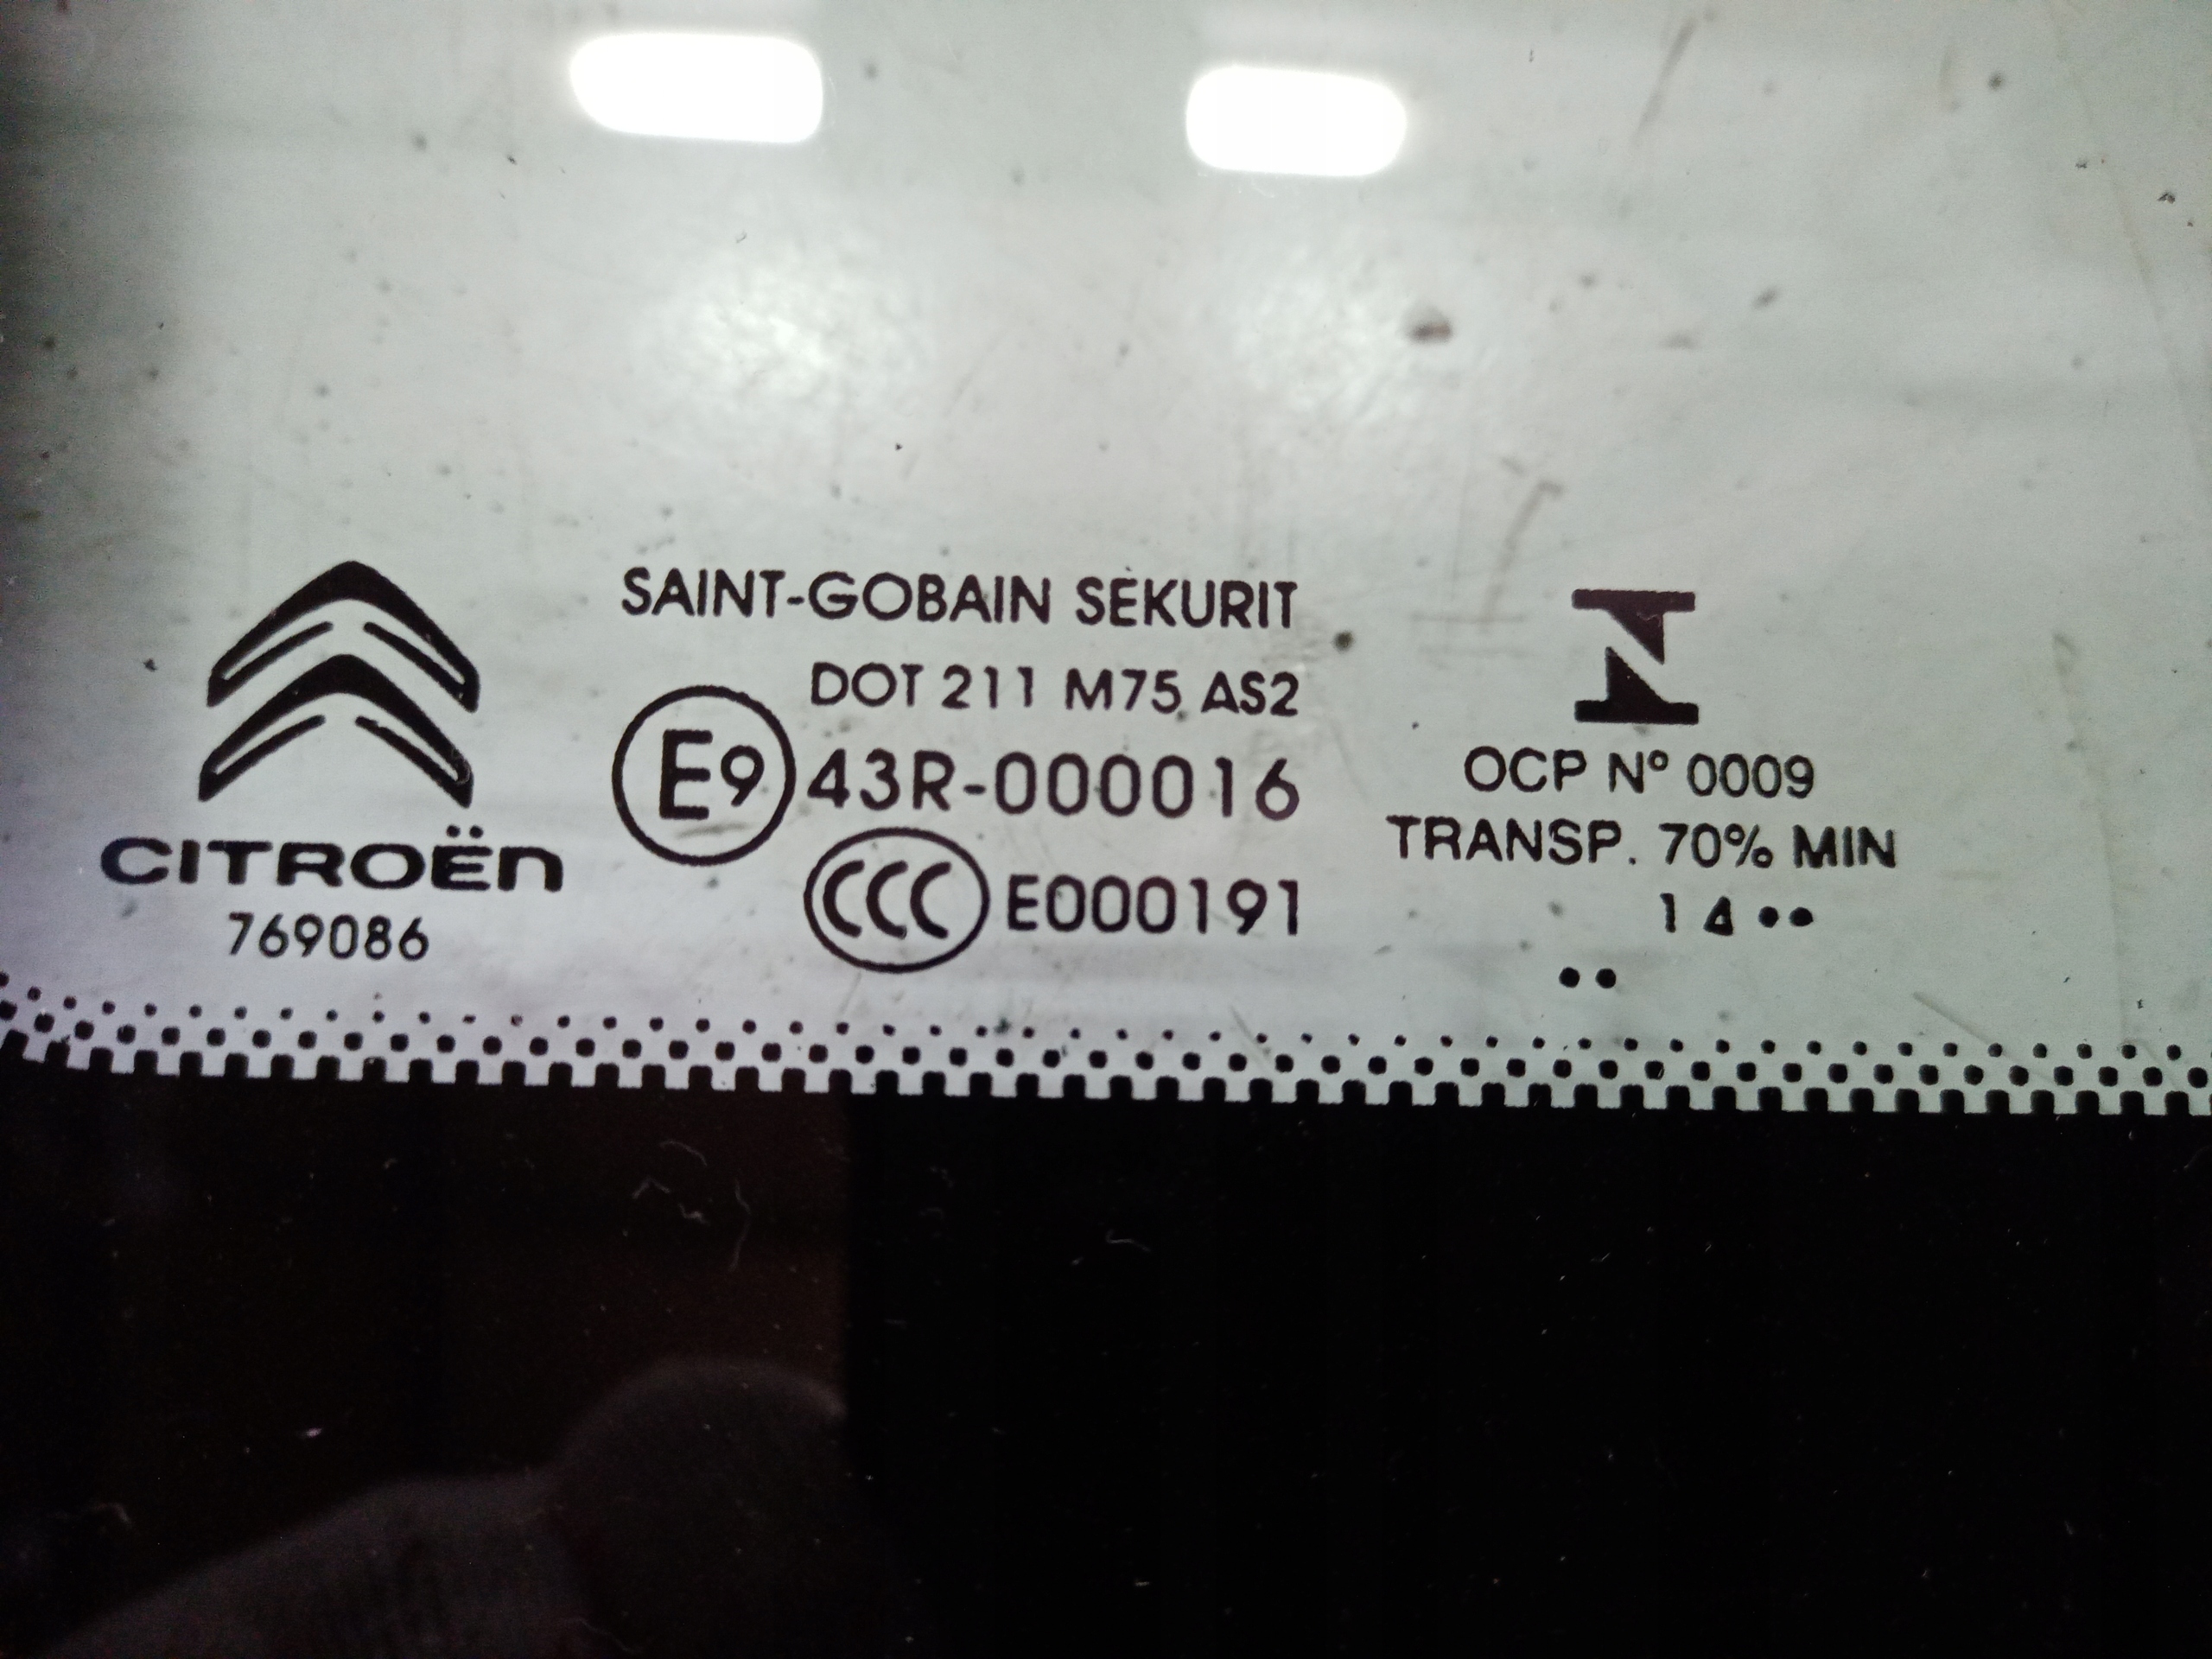 SAINT-GOBAIN SEKURIT
DOT 211 M75 AS2
E9 43R-000016
CCC E000191
CITROËN
769086
N
OCP Nº 0009
TRANSP. 70% MIN
1 4 ••
••